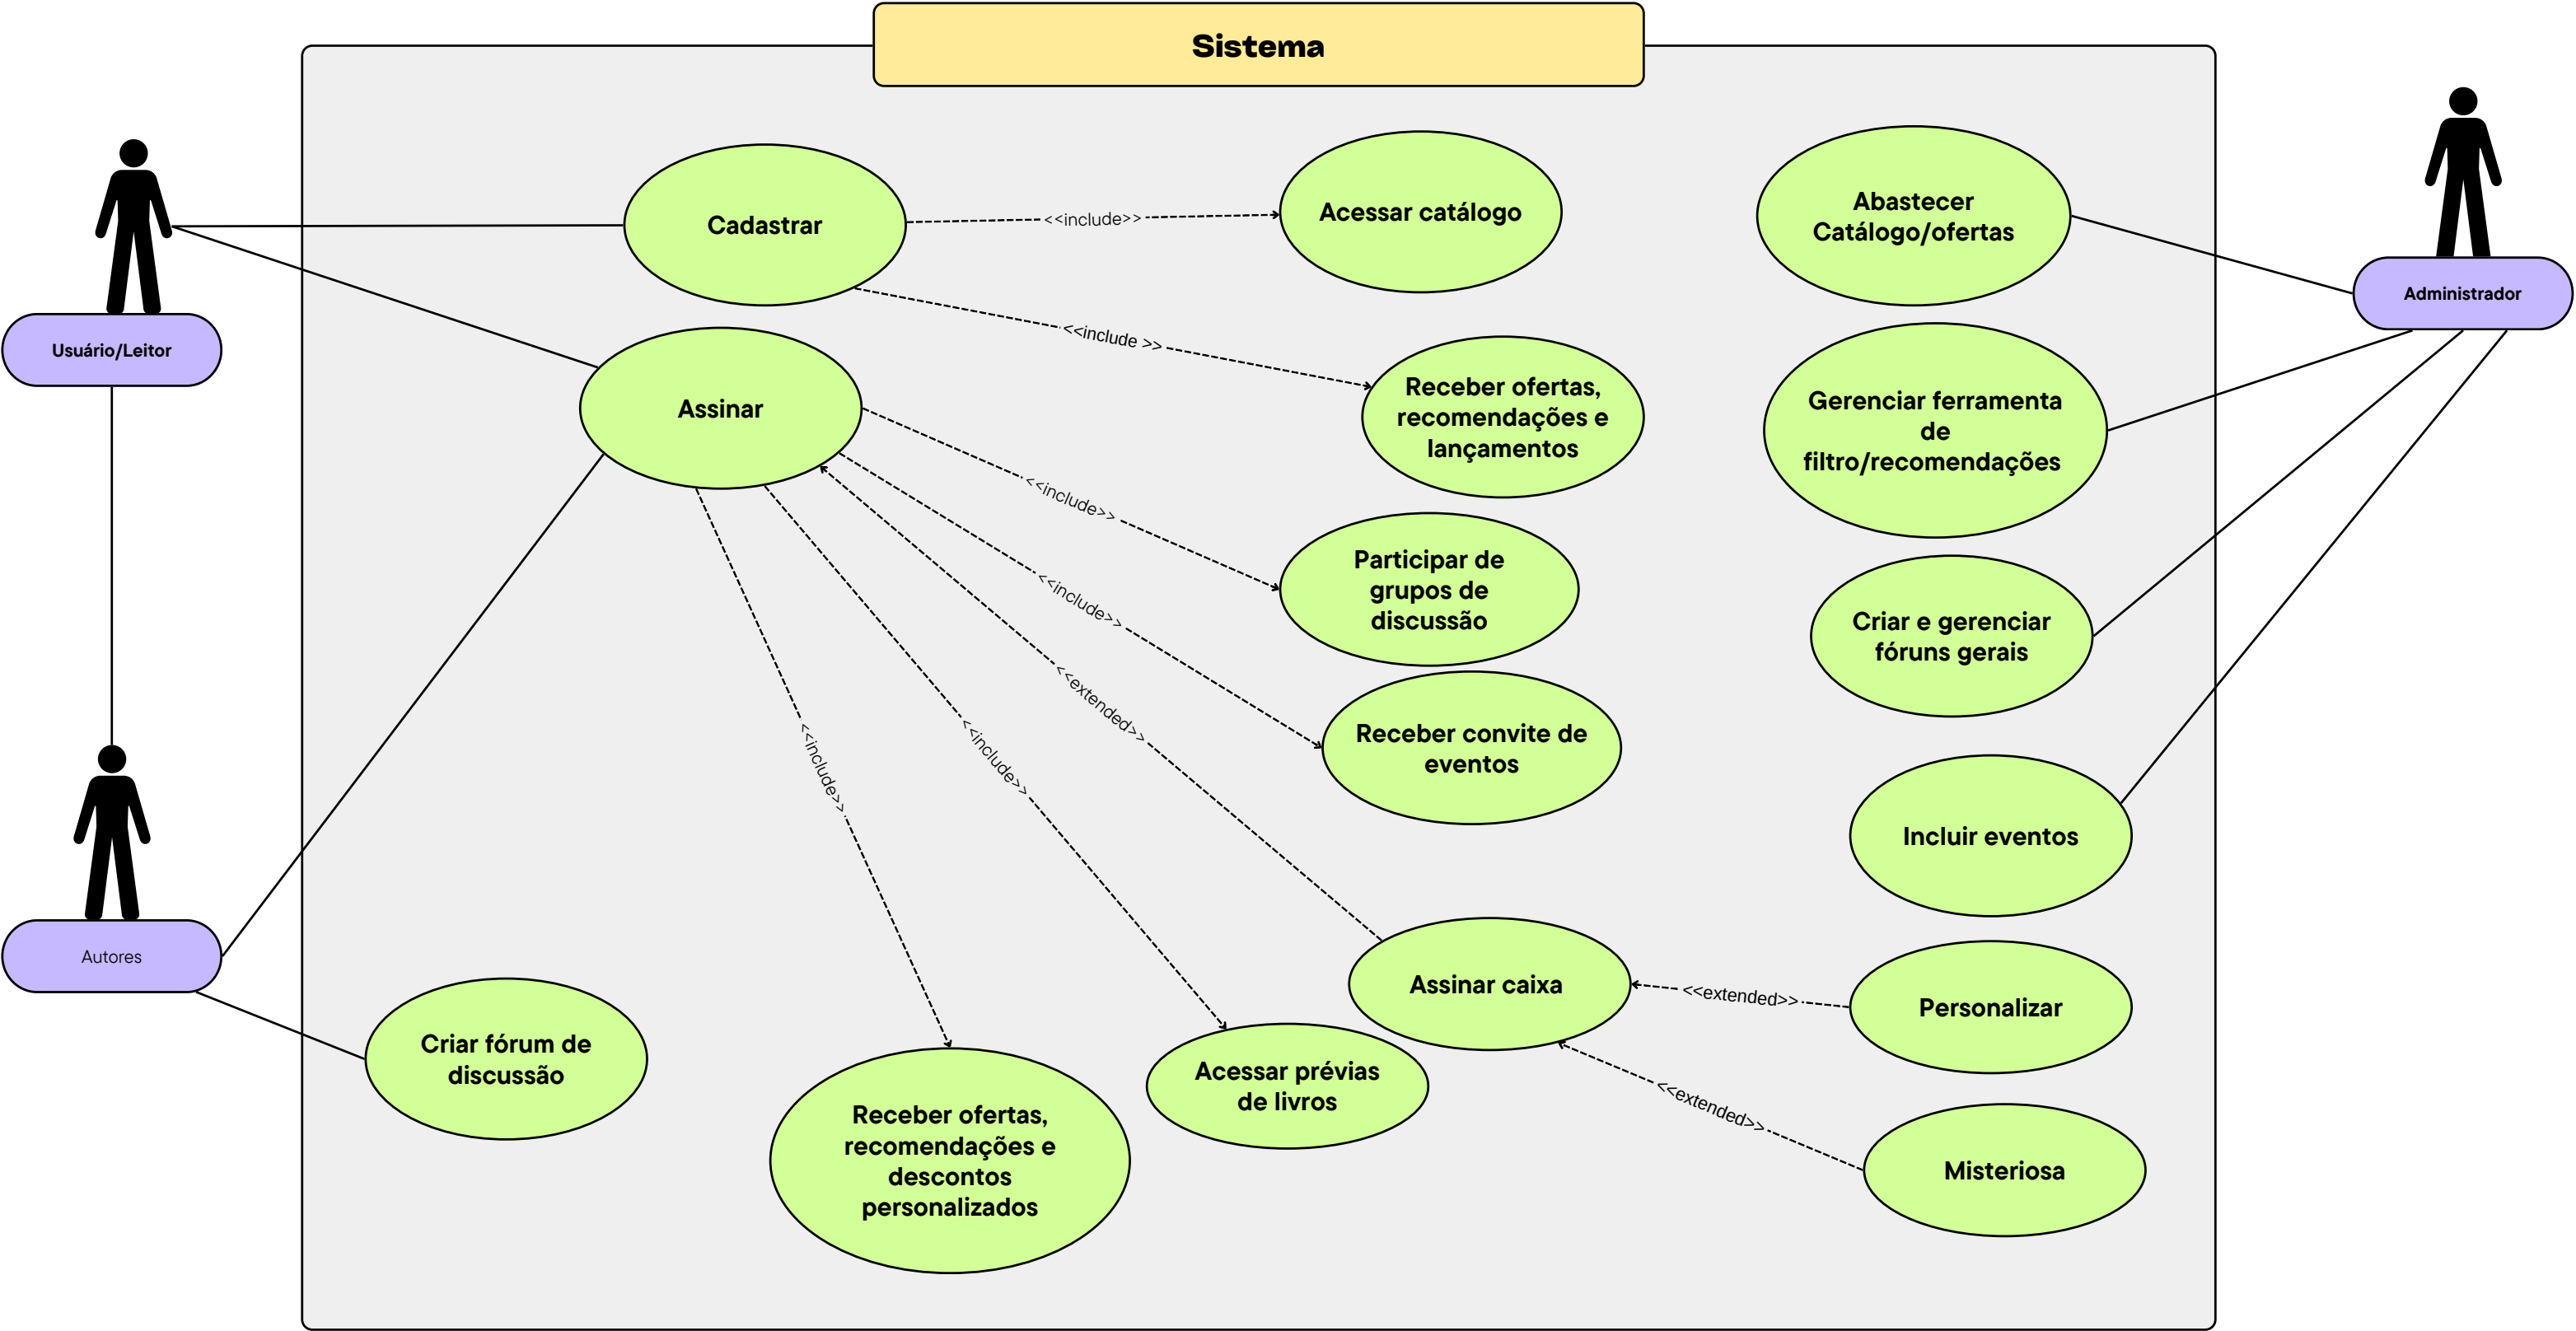 Sistema
Usuário/Leitor
Cadastrar
<<include>>
Acessar catálogo
Abastecer
Catálogo/ofertas
Administrador
<<include >>
Assinar
Receber ofertas,
recomendações e
lançamentos
Gerenciar ferramenta
de
filtro/recomendações
<<include>>
Participar de
grupos de
discussão
<<include>>
Criar e gerenciar
fóruns gerais
<<extended>>
Receber convite de
eventos
<<include>>
<<include>>
Incluir eventos
Autores
Assinar caixa
<<extended>>
Personalizar
Criar fórum de
discussão
Acessar prévias
de livros
<<extended>>
Receber ofertas,
recomendações e
descontos
personalizados
Misteriosa